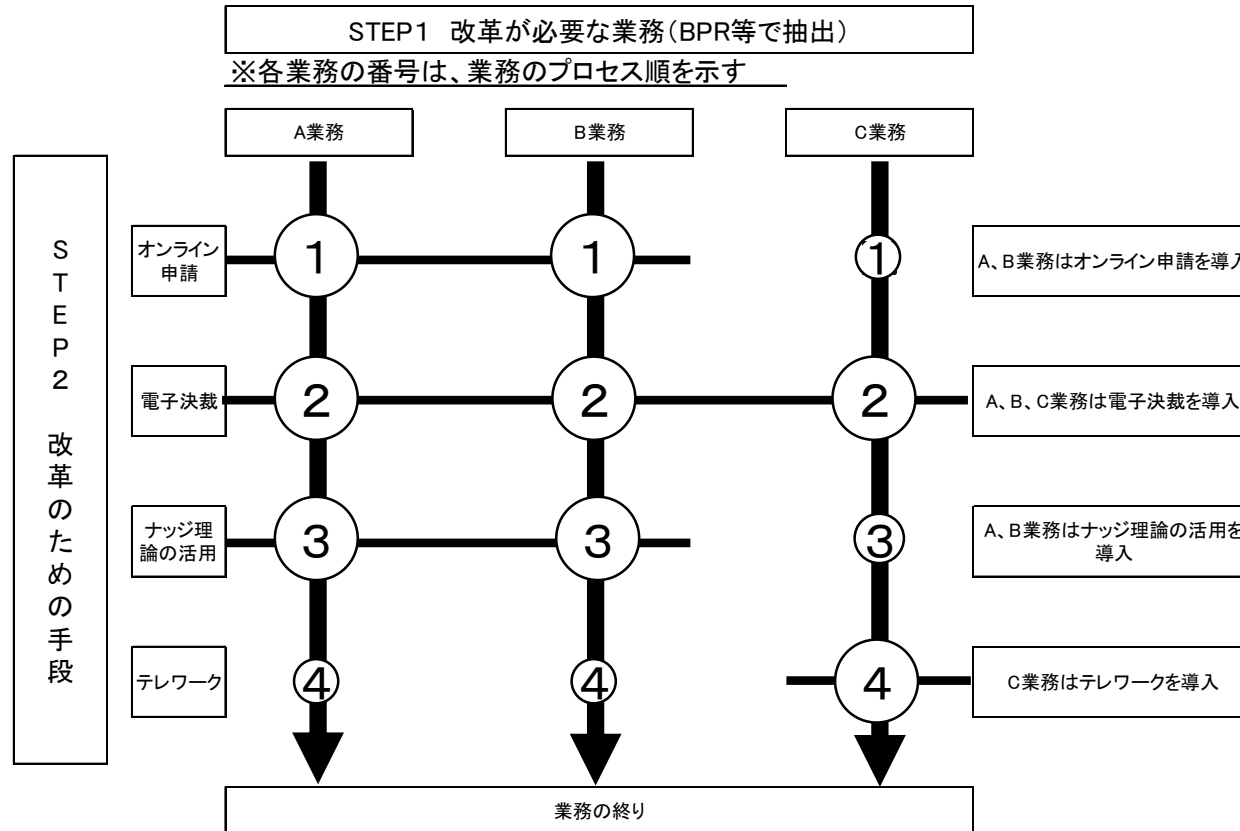 STEP1 改革が必要な業務(BPR等で抽出)
※各業務の番号は、業務のプロセス順を示す
A業務
B業務
C業務
STEP2 改革のための手段
オンライン
申請
1
1
1
A、B業務はオンライン申請を導入
電子決裁
2
2
2
A、B、C業務は電子決裁を導入
ナッジ理
論の活用
3
3
3
A、B業務はナッジ理論の活用を
導入
テレワーク
4
4
4
C業務はテレワークを導入
業務の終り